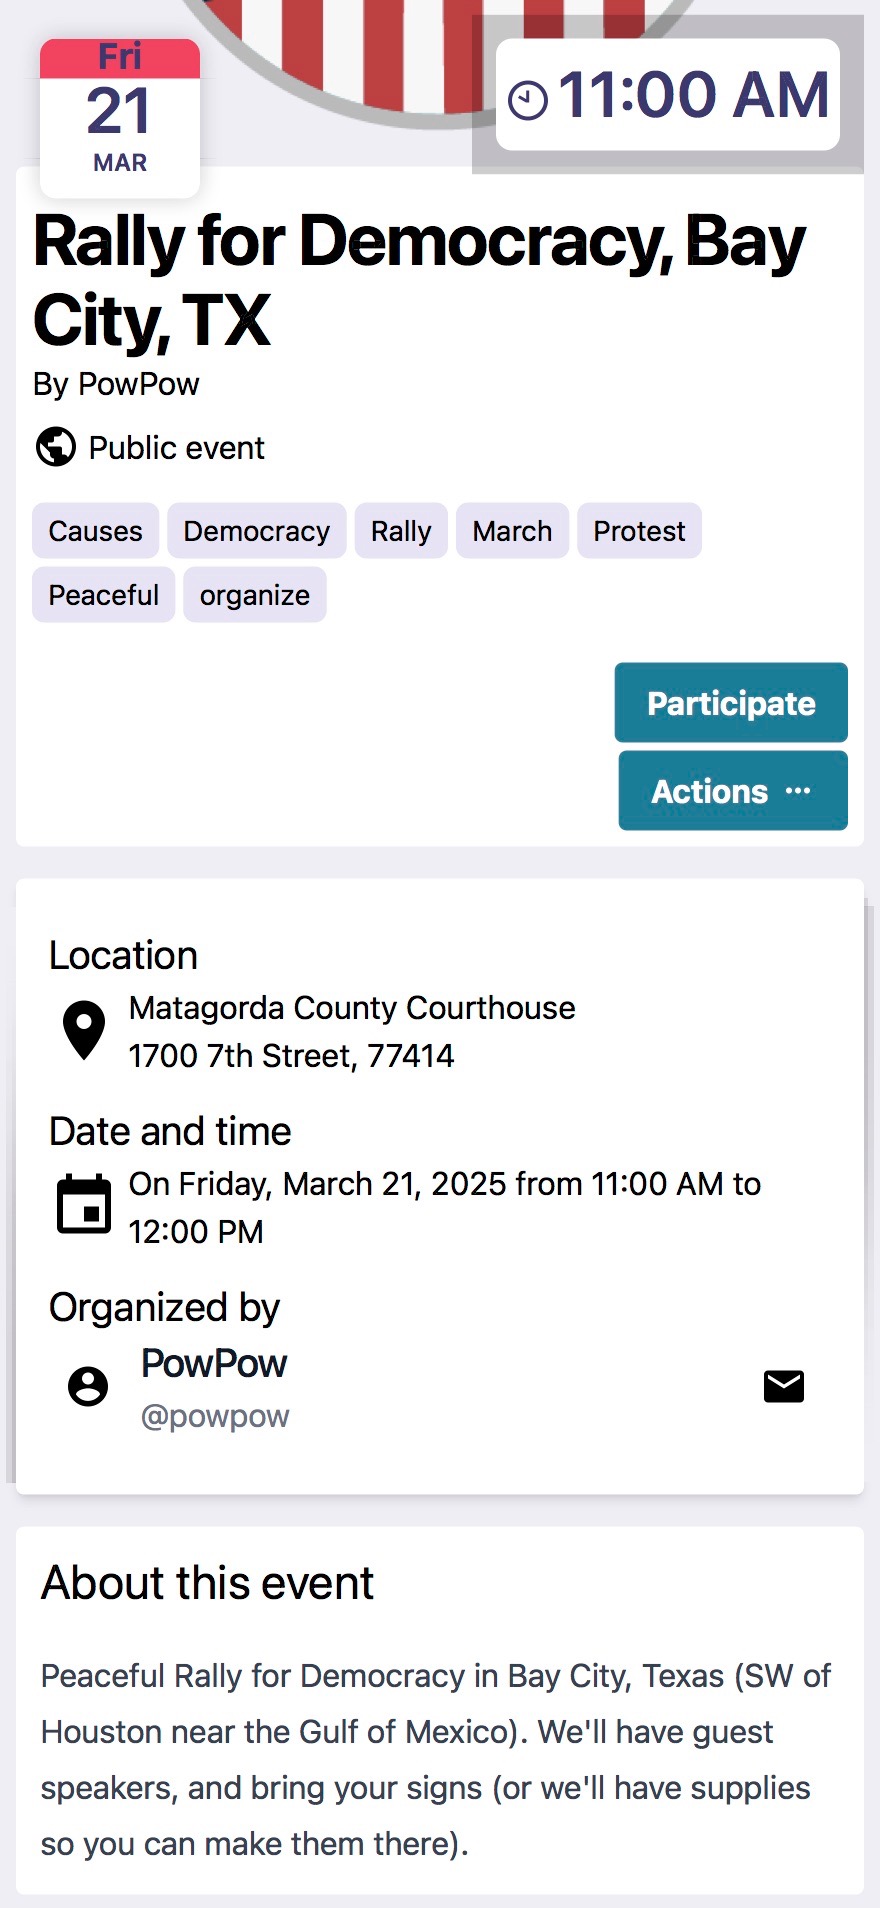 Fri
21
MAR
11:00 AM
Rally for Democracy, Bay
City, TX
By PowPow
Public event
Causes Democracy Rally March Protest
Peaceful organize
Participate
Actions ···
Location
Matagorda County Courthouse
1700 7th Street, 77414
Date and time
On Friday, March 21, 2025 from 11:00 AM to
12:00 PM
Organized by
PowPow
@powpow
About this event
Peaceful Rally for Democracy in Bay City, Texas (SW of
Houston near the Gulf of Mexico). We'll have guest
speakers, and bring your signs (or we'll have supplies
so you can make them there).